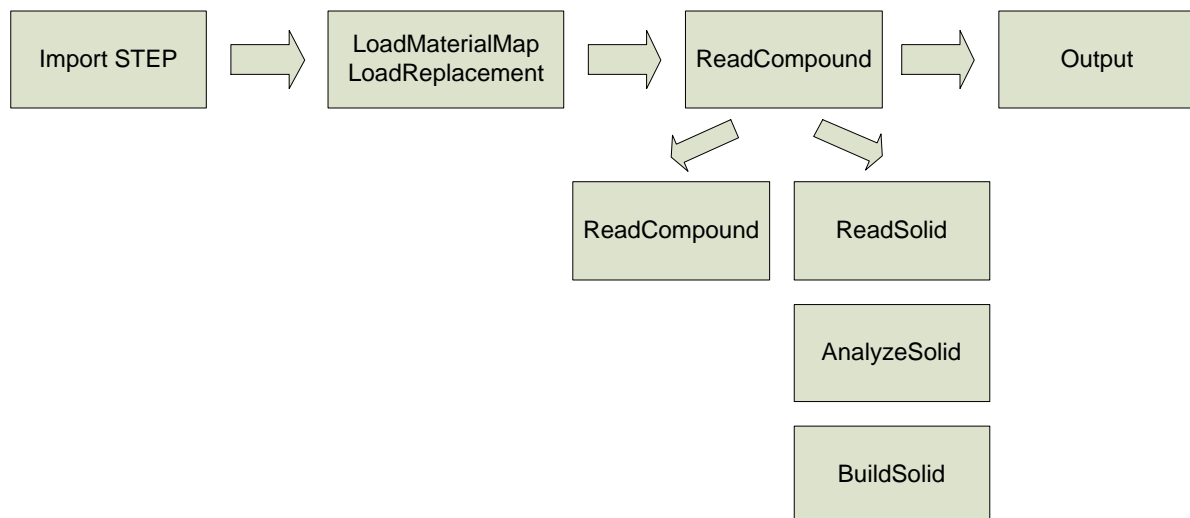 Import STEP
LoadMaterialMap
LoadReplacement
ReadCompound
Output
ReadCompound
ReadSolid
AnalyzeSolid
BuildSolid